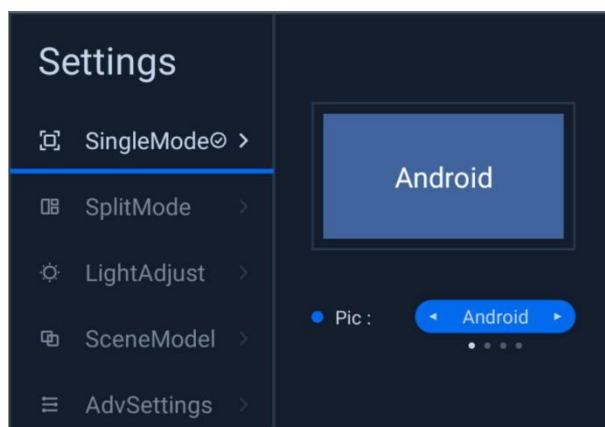 Settings
SingleMode
SplitMode
LightAdjust
SceneModel
AdvSettings
Android
Pic :
Android